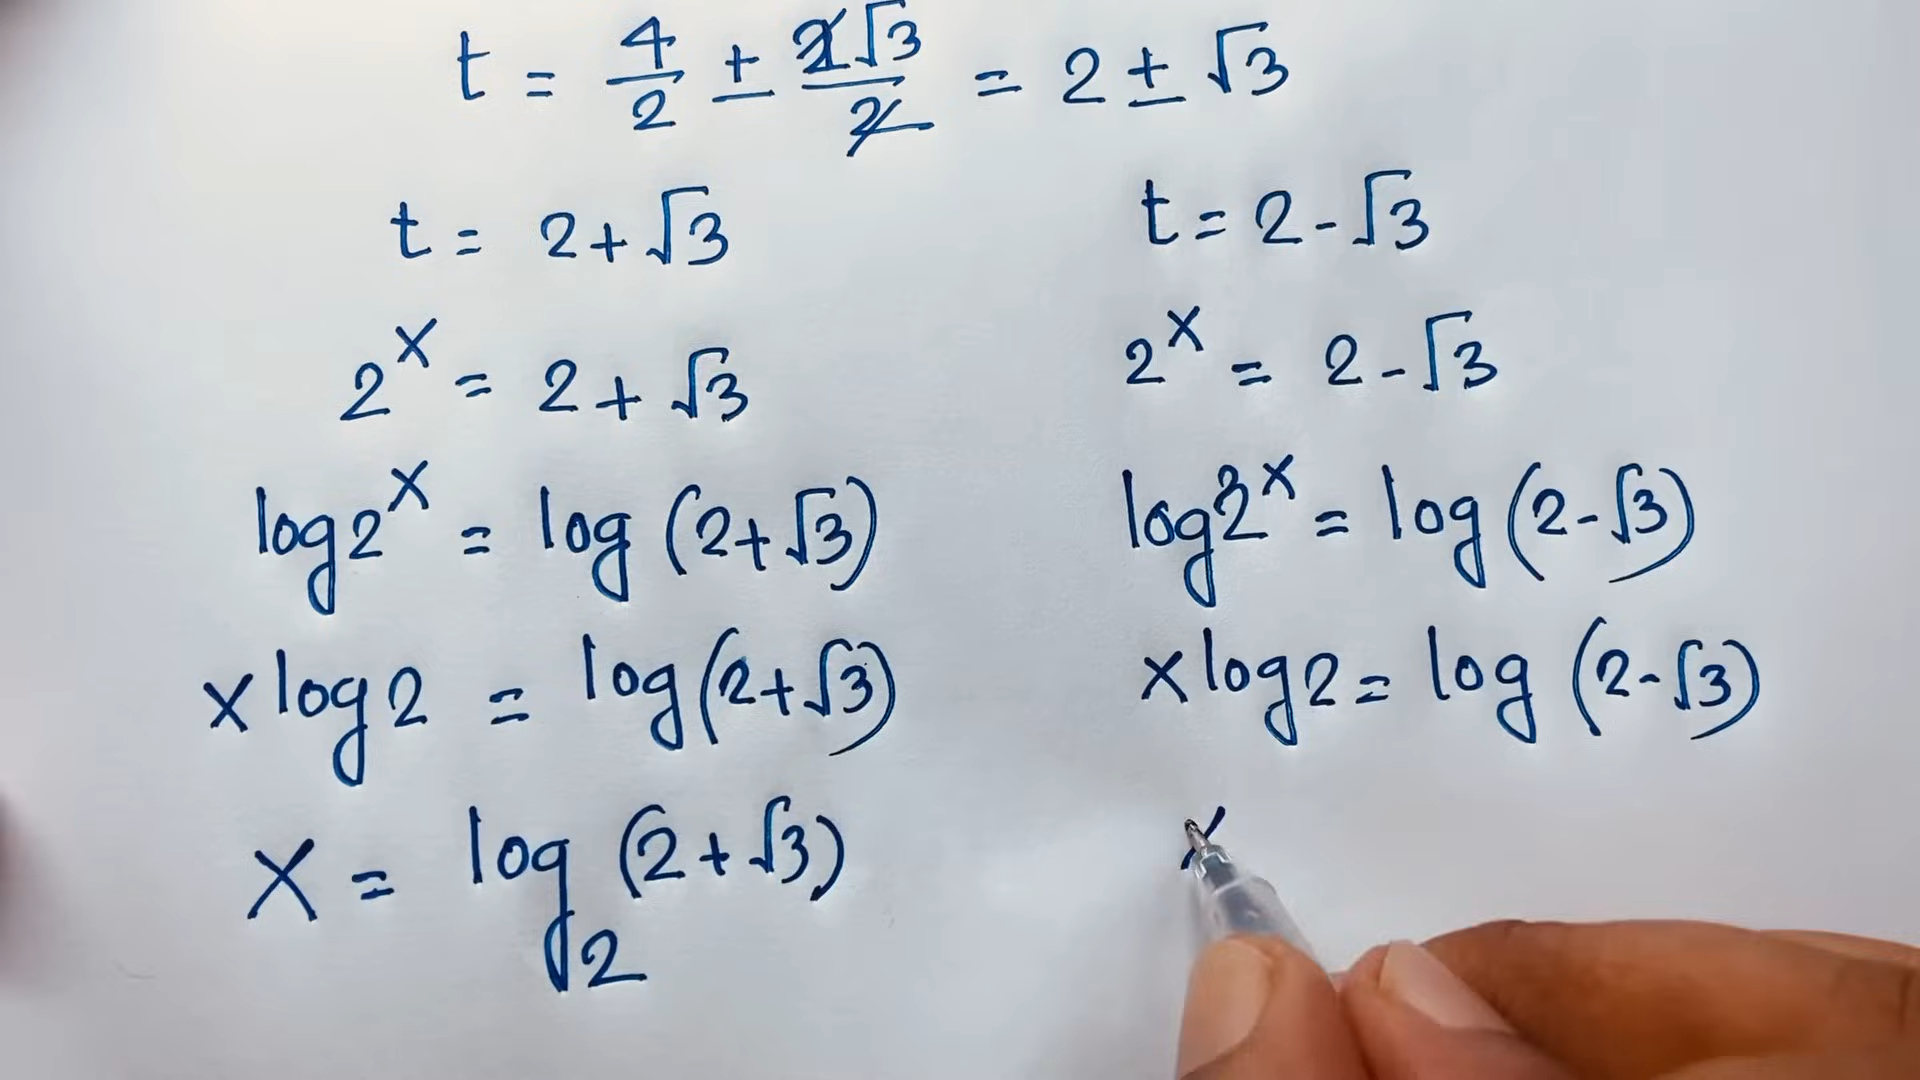 t = 4/2 ± 2√3/2 = 2 ± √3
t = 2 + √3
2^x = 2 + √3
log 2^x = log (2+√3)
x log 2 = log (2+√3)
x = log_2 (2+√3)
t = 2 - √3
2^x = 2 - √3
log 2^x = log (2-√3)
x log 2 = log (2-√3)
x